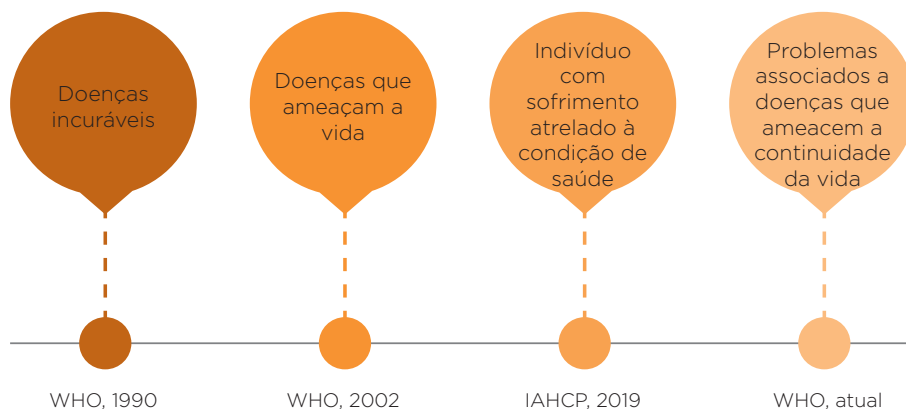 Doenças
incuráveis
Doenças que
ameaçam a
vida
Indivíduo
com
sofrimento
atrelado à
condição de
saúde
Problemas
associados a
doenças que
ameacem a
continuidade
da vida
WHO, 1990
WHO, 2002
IAHCP, 2019
WHO, atual